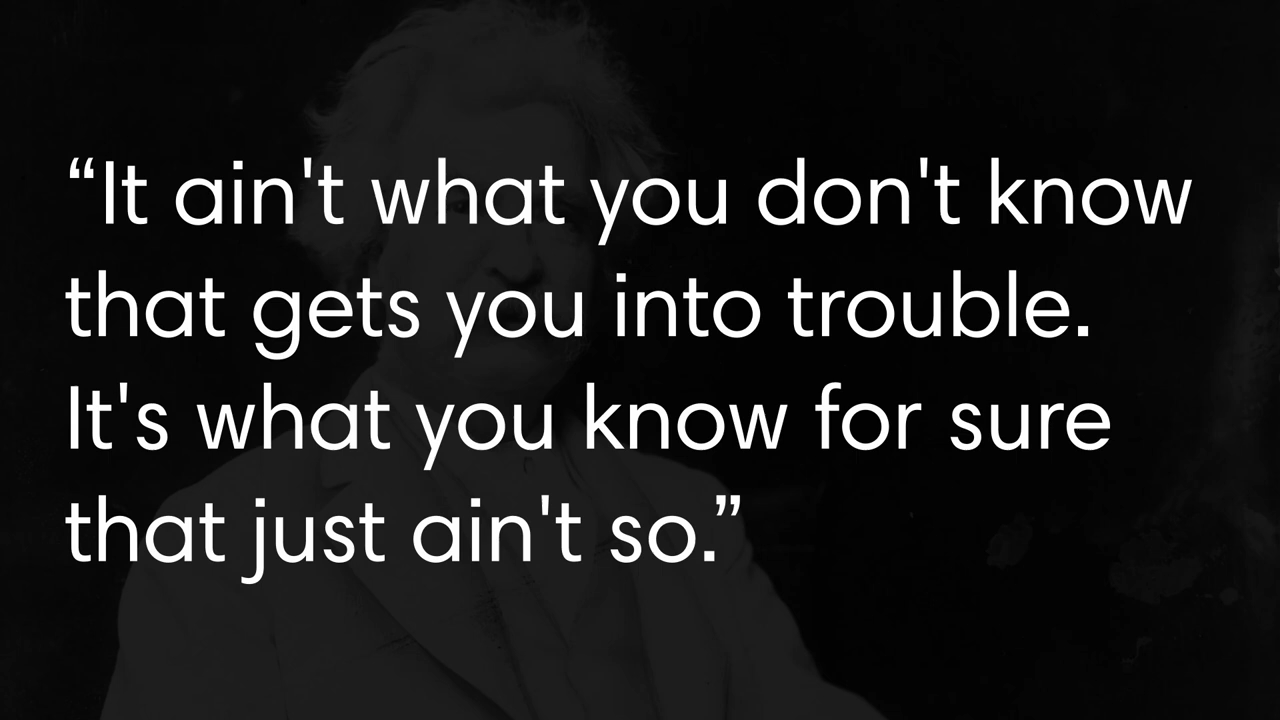 “It ain't what you don't know
that gets you into trouble.
It's what you know for sure
that just ain't so.”